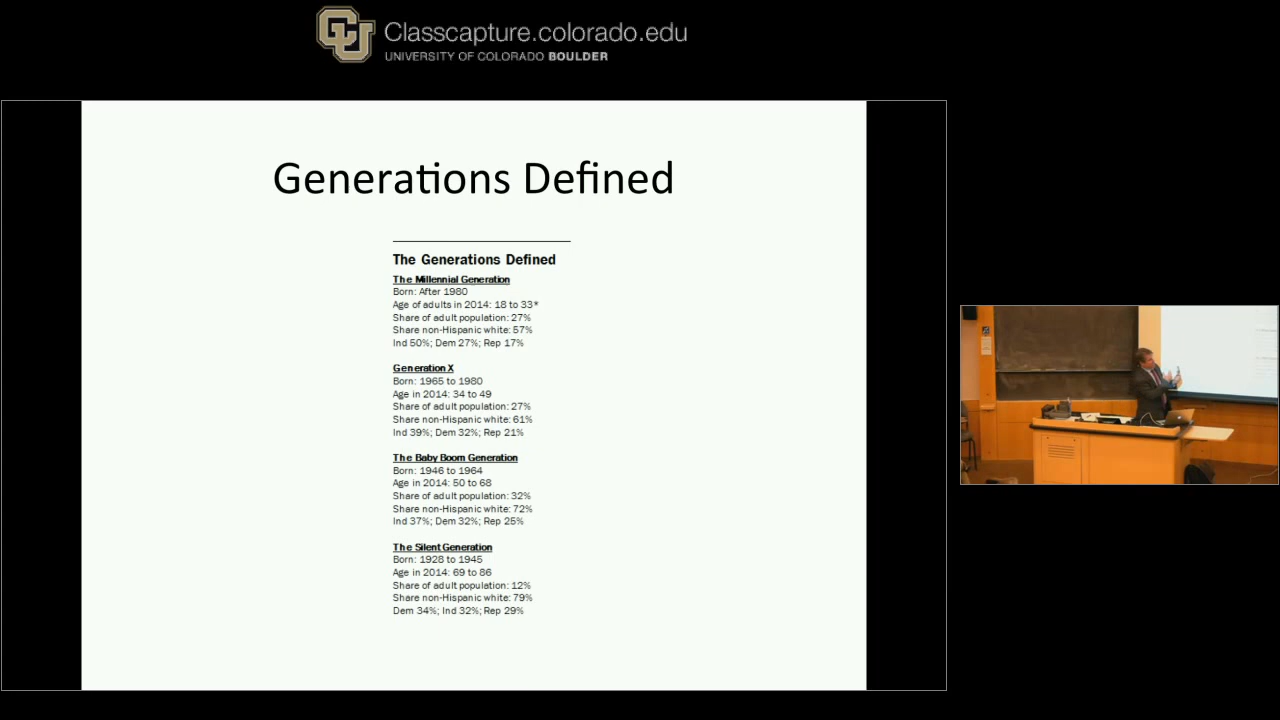 CU
Classcapture.colorado.edu
UNIVERSITY OF COLORADO BOULDER
Generations Defined
The Generations Defined
The Millennial Generation
Born: After 1980
Age of adults in 2014: 18 to 33*
Share of adult population: 27%
Share non-Hispanic white: 57%
Ind 50%; Dem 27%; Rep 17%
Generation X
Born: 1965 to 1980
Age in 2014: 34 to 49
Share of adult population: 27%
Share non-Hispanic white: 61%
Ind 39%; Dem 32%; Rep 21%
The Baby Boom Generation
Born: 1946 to 1964
Age in 2014: 50 to 68
Share of adult population: 32%
Share non-Hispanic white: 72%
Ind 37%; Dem 32%; Rep 25%
The Silent Generation
Born: 1928 to 1945
Age in 2014: 69 to 86
Share of adult population: 12%
Share non-Hispanic white: 79%
Dem 34%; Ind 32%; Rep 29%